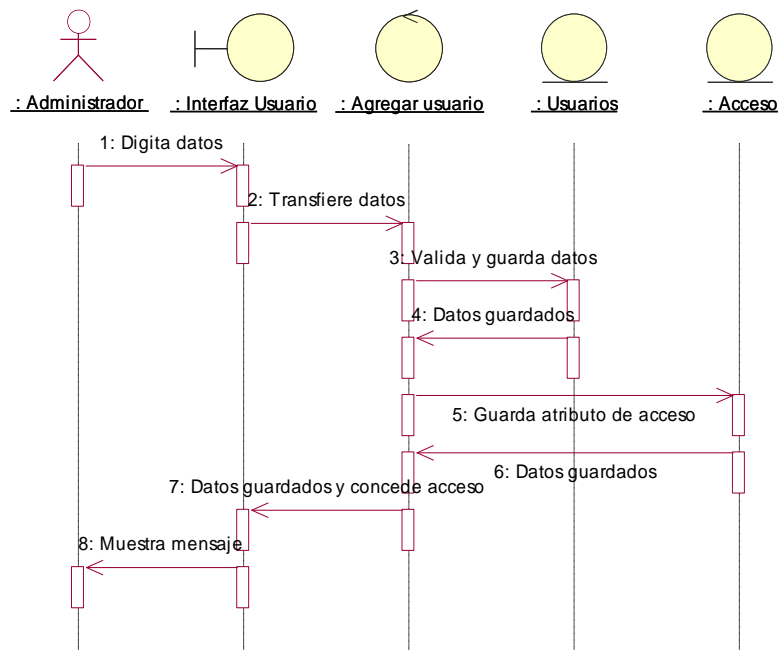 : Administrador
: Interfaz Usuario
: Agregar usuario
: Usuarios
: Acceso
1: Digita datos
2: Transfiere datos
3: Valida y guarda datos
4: Datos guardados
5: Guarda atributo de acceso
6: Datos guardados
7: Datos guardados y concede acceso
8: Muestra mensaje